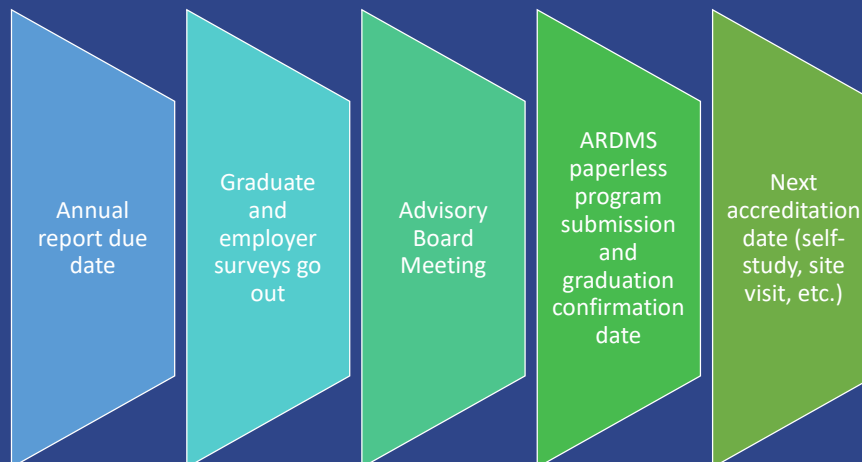 Annual
report due
date
Graduate
and
employer
surveys go
out
Advisory
Board
Meeting
ARDMS
paperless
program
submission
and
graduation
confirmation
date
Next
accreditation
date (self-
study, site
visit, etc.)